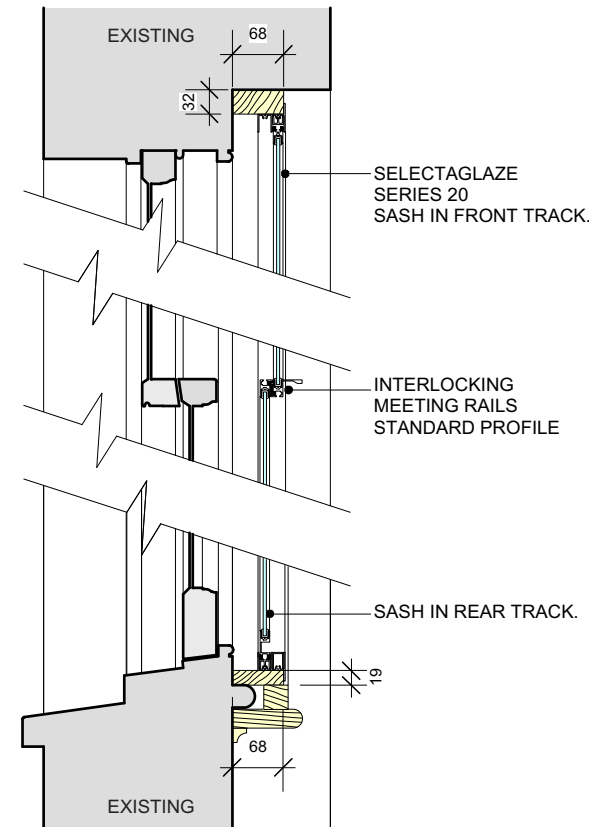 EXISTING
68
32
SELECTAGLAZE
SERIES 20
SASH IN FRONT TRACK.
INTERLOCKING
MEETING RAILS
STANDARD PROFILE
SASH IN REAR TRACK.
19
68
EXISTING